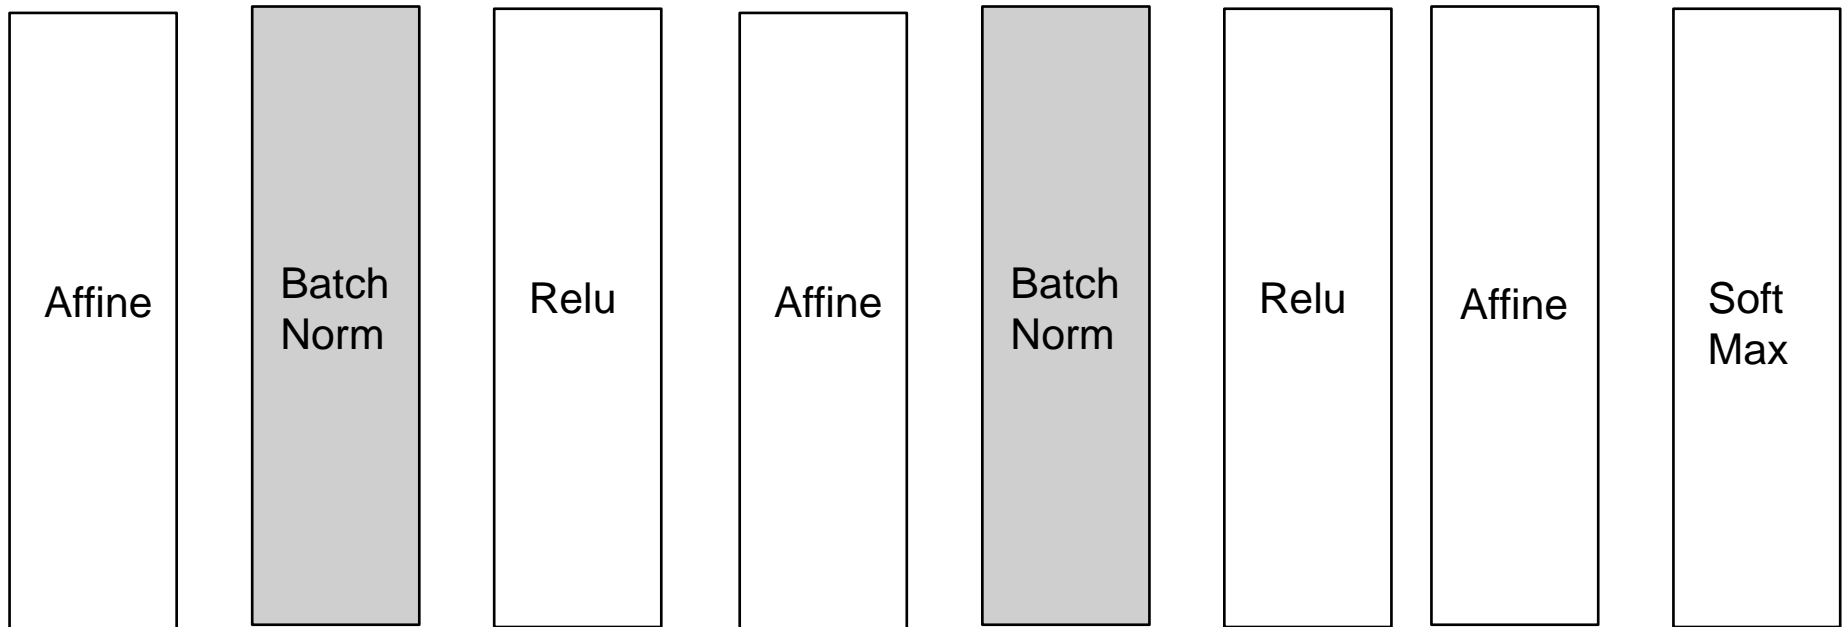 Affine
Batch
Norm
Relu
Affine
Batch
Norm
Relu
Affine
Soft
Max